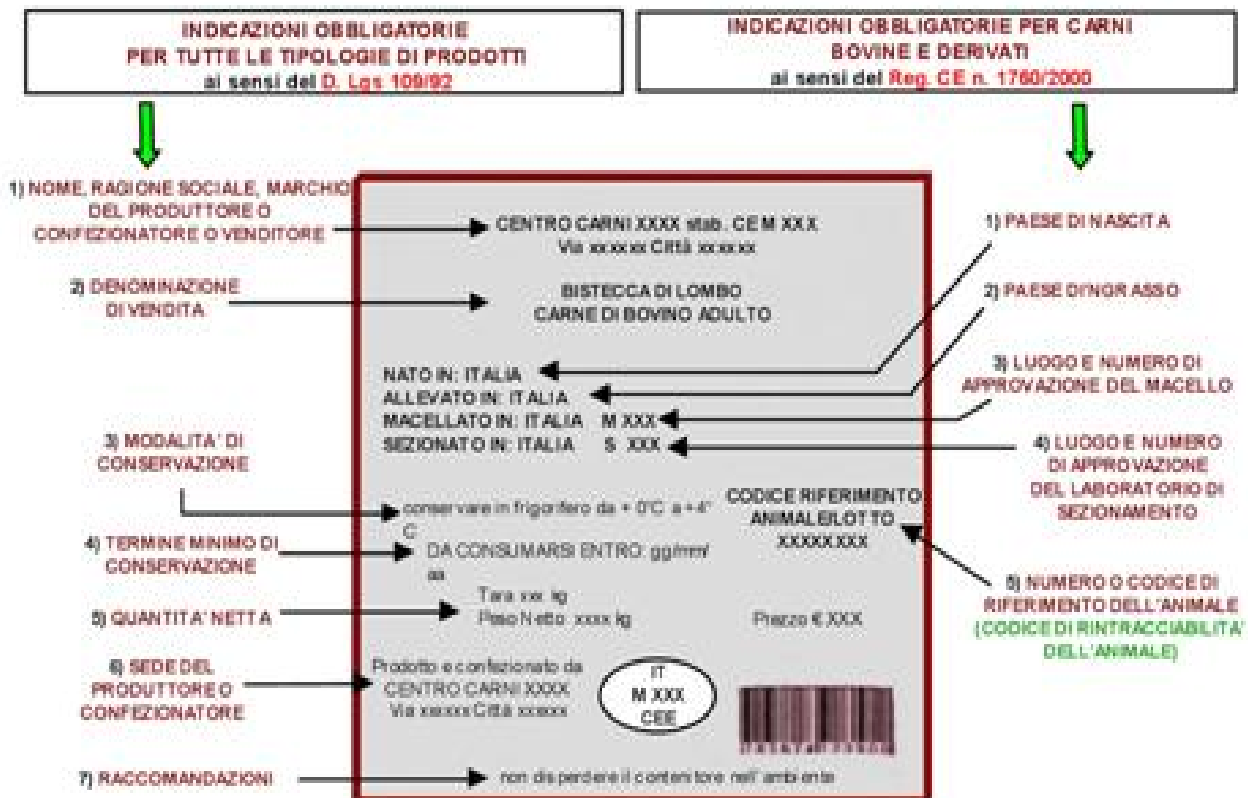 INDICAZIONI OBBLIGATORIE
PER TUTTE LE TIPOLOGIE DI PRODOTTI
ai sensi del D. Lgs 109/92
INDICAZIONI OBBLIGATORIE PER CARNI
BOVINE E DERIVATI
ai sensi del Reg. CE n. 1760/2000
1) NOME, RAGIONE SOCIALE, MARCHIO
DEL PRODUTTORE O
CONFEZIONATORE O VENDITORE
2) DENOMINAZIONE
DI VENDITA
3) MODALITA' DI
CONSERVAZIONE
4) TERMINE MINIMO DI
CONSERVAZIONE
5) QUANTITA' NETTA
6) SEDE DEL
PRODUTTORE O
CONFEZIONATORE
7) RACCOMANDAZIONI
CENTRO CARNI XXXX stab. CE M XXX
Via xxxxxx Città xxxxxx
BISTECCA DI LOMBO
CARNE DI BOVINO ADULTO
NATO IN: ITALIA
ALLEVATO IN: ITALIA
MACELLATO IN: ITALIA M XXX
SEZIONATO IN: ITALIA S XXX
conservare in frigorifero da + 0°C a +4°
C
DA CONSUMARSI ENTRO: gg/mm/
aa
CODICE RIFERIMENTO
ANIMALE/LOTTO
XXXXXXXX
Tara xxx kg
Peso Netto xxxx kg
Prezzo € XXX
Prodotto e confezionato da
CENTRO CARNI XXXX
Via xxxxxx Città xxxxxx
IT
M XXX
CEE
non disperdere il contenitore nell'ambiente
1) PAESE DI NASCITA
2) PAESE D'INGRASSO
3) LUOGO E NUMERO DI
APPROVAZIONE DEL MACELLO
4) LUOGO E NUMERO
DI APPROVAZIONE
DEL LABORATORIO DI
SEZIONAMENTO
5) NUMERO O CODICE DI
RIFERIMENTO DELL'ANIMALE
(CODICE DI RINTRACCIABILITA'
DELL'ANIMALE)